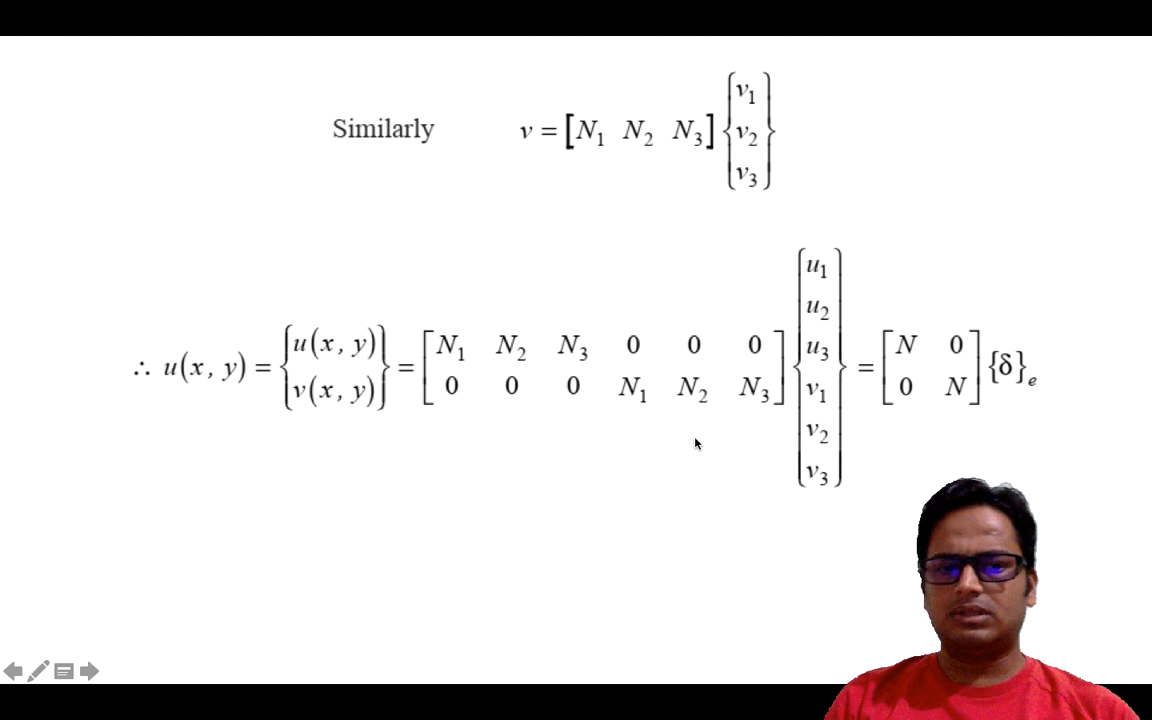 Similarly v = [N₁ N₂ N₃] {v₁ v₂ v₃}
∴ u(x, y) = {u(x, y) v(x, y)} = [N₁ N₂ N₃ 0 0 0 0 0 0 N₁ N₂ N₃] {u₁ u₂ u₃ v₁ v₂ v₃} = [N 0 0 N] {δ}ₑ